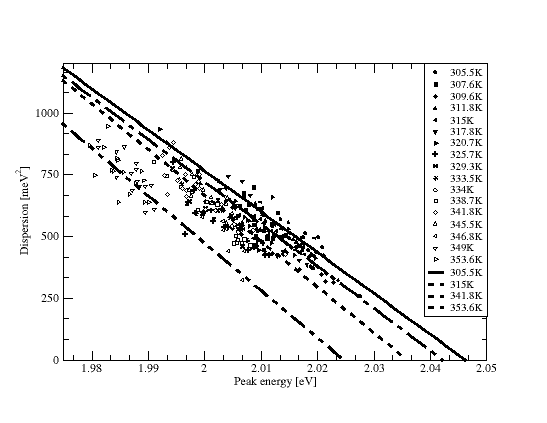 305.5K
307.6K
309.6K
311.8K
315K
317.8K
320.7K
325.7K
329.3K
333.5K
334K
338.7K
341.8K
345.5K
346.8K
349K
353.6K
305.5K
315K
341.8K
353.6K
1000
750
500
250
0
Dispersion [meV²]
1.98 1.99 2 2.01 2.02 2.03 2.04 2.05
Peak energy [eV]